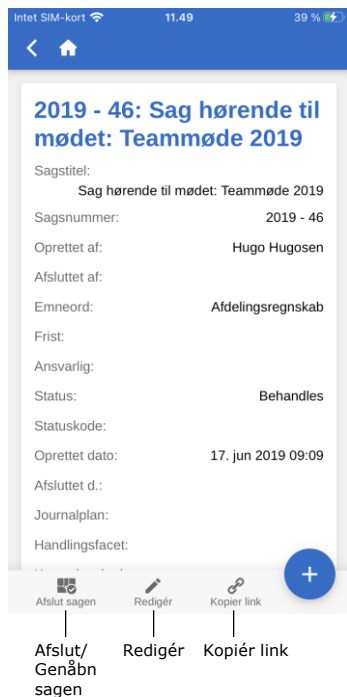 Intet SIM-kort 11.49 39 %
2019 - 46: Sag hørende til
mødet: Teammøde 2019
Sagstitel:
Sag hørende til mødet: Teammøde 2019
Sagsnummer: 2019 - 46
Oprettet af: Hugo Hugosen
Afsluttet af:
Emneord: Afdelingsregnskab
Frist:
Ansvarlig:
Status: Behandles
Statuskode:
Oprettet dato: 17. jun 2019 09:09
Afsluttet d.:
Journalplan:
Handlingsfacet:
Afslut sagen Redigér Kopier link
Afslut/ Redigér Kopiér link
Genåbn
sagen